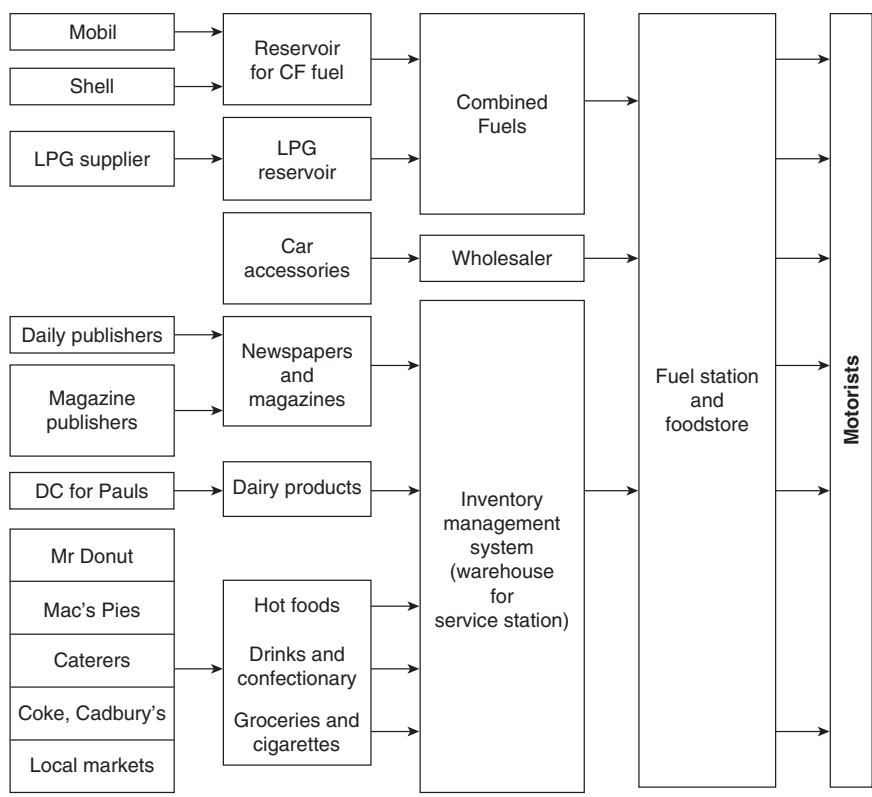 Mobil
Shell
LPG supplier
Daily publishers
Magazine
publishers
DC for Pauls
Mr Donut
Mac's Pies
Caterers
Coke, Cadbury's
Local markets
Reservoir
for CF fuel
LPG
reservoir
Car
accessories
Newspapers
and
magazines
Dairy products
Hot foods
Drinks and
confectionary
Groceries and
cigarettes
Combined
Fuels
Wholesaler
Inventory
management
system
(warehouse
for
service station)
Fuel station
and
foodstore
Motorists